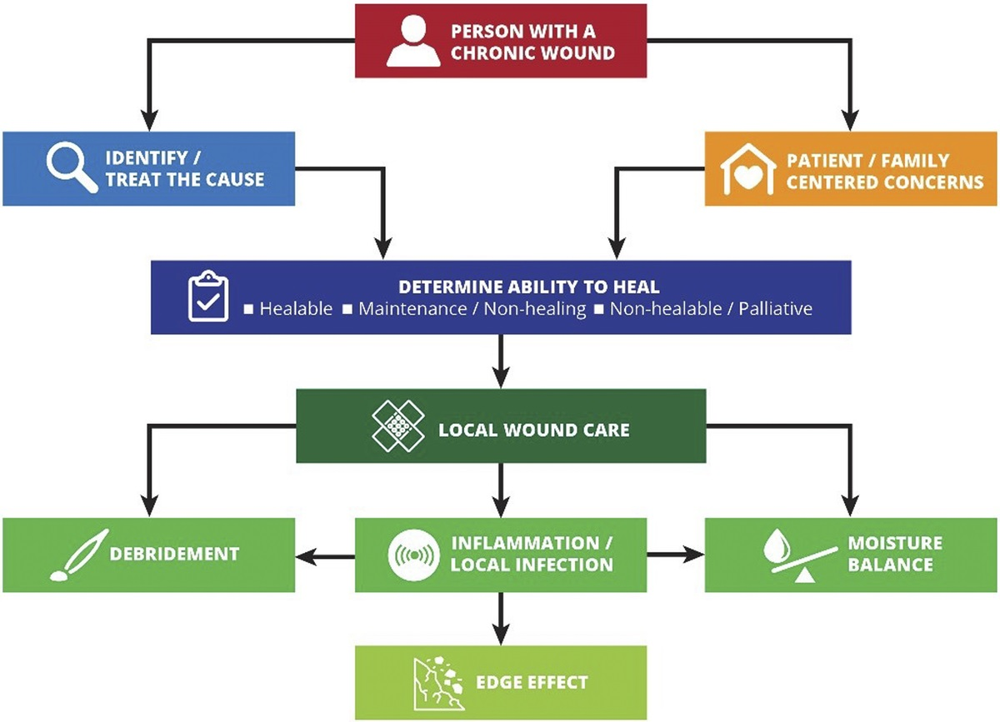 PERSON WITH A
CHRONIC WOUND
IDENTIFY /
TREAT THE CAUSE
PATIENT / FAMILY
CENTERED CONCERNS
DETERMINE ABILITY TO HEAL
■ Healable ■ Maintenance / Non-healing ■ Non-healable / Palliative
LOCAL WOUND CARE
DEBRIDEMENT
INFLAMMATION /
LOCAL INFECTION
MOISTURE
BALANCE
EDGE EFFECT